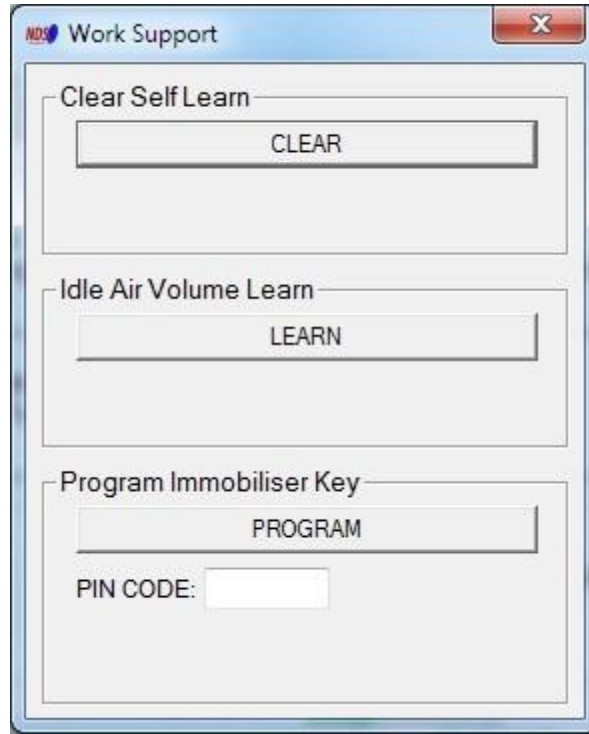 NDS Work Support
Clear Self Learn
CLEAR
Idle Air Volume Learn
LEARN
Program Immobiliser Key
PROGRAM
PIN CODE: